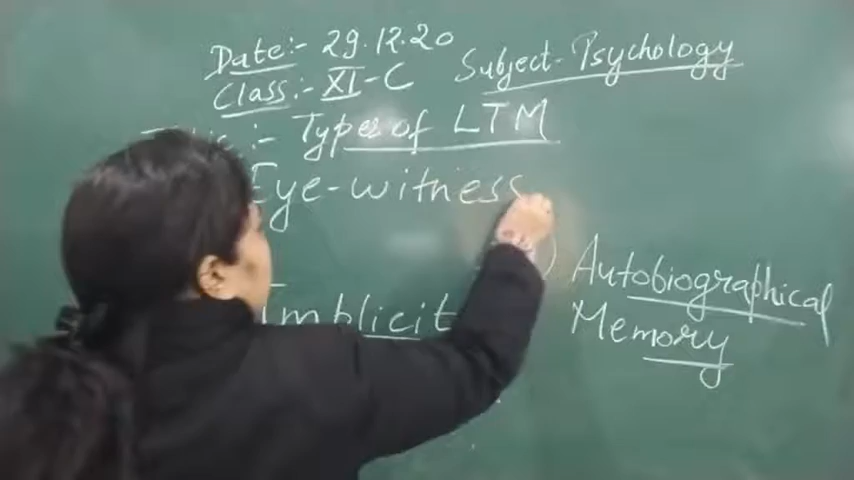 Date:- 29.12.20
Subject- Psychology
Class:- XI-C
:- Types of LTM
Eye-witness
Autobiographical
Implicit
Memory